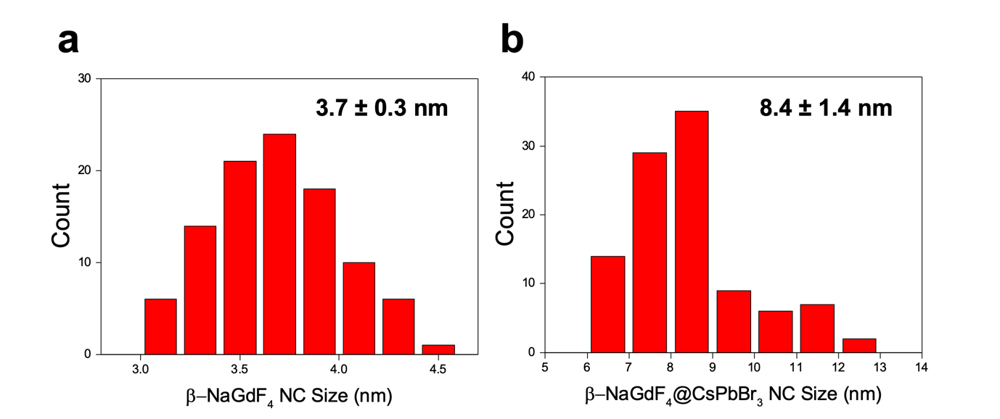 a
30
20
10
0
3.7 ± 0.3 nm
Count
3.0 3.5 4.0 4.5
β–NaGdF₄ NC Size (nm)
b
40
30
20
10
0
8.4 ± 1.4 nm
Count
5 6 7 8 9 10 11 12 13 14
β–NaGdF₄@CsPbBr₃ NC Size (nm)